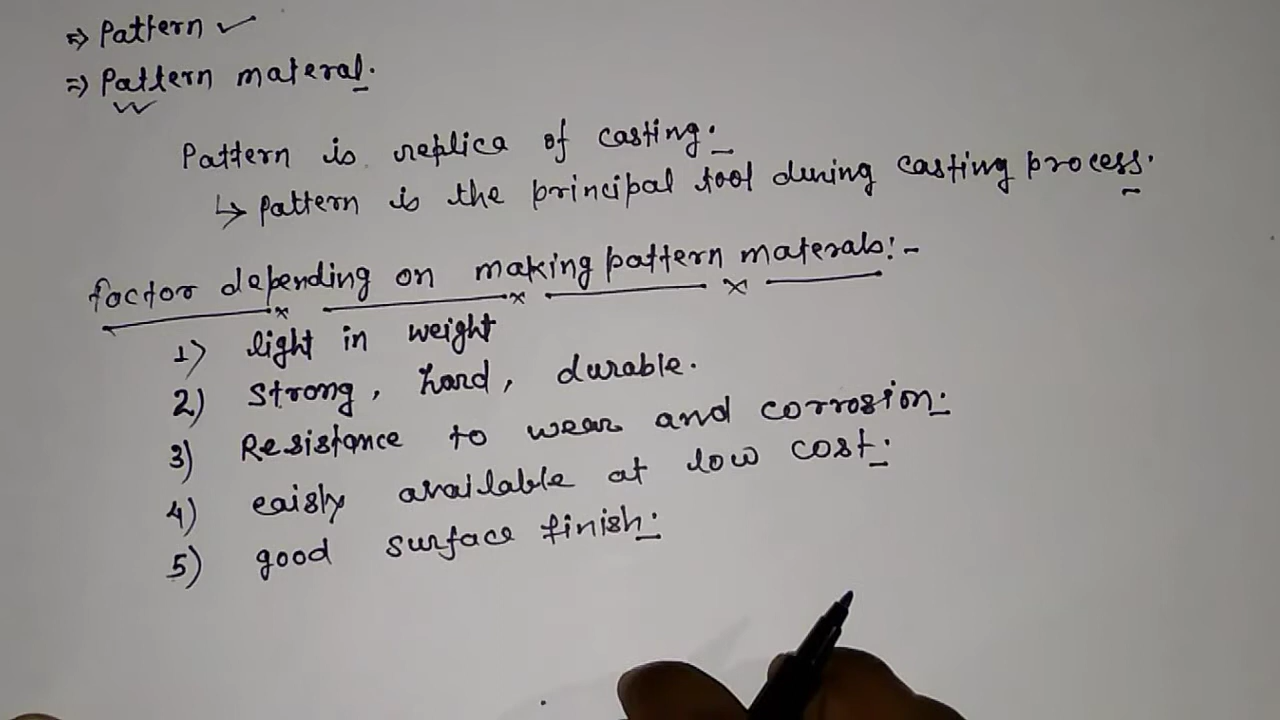 ⇒ Pattern ✓
⇒ Pattern materal.
Pattern is replica of casting.
↳ pattern is the principal tool during casting process.
factor depending on making pattern materals:-
1) light in weight
2) Strong, hard, durable.
3) Resistance to wear and corrosion.
4) eaisly available at low cost.
5) good surface finish.